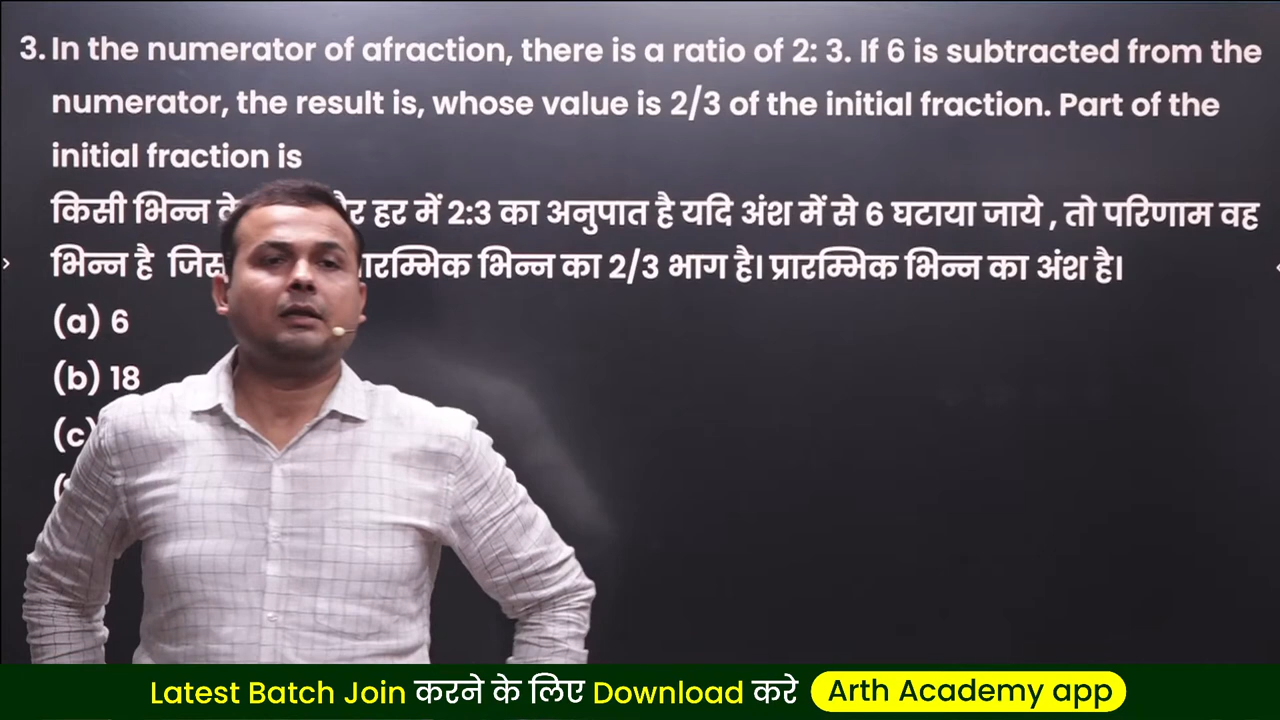 3. In the numerator of afraction, there is a ratio of 2: 3. If 6 is subtracted from the
numerator, the result is, whose value is 2/3 of the initial fraction. Part of the
initial fraction is
किसी भिन्न हर में 2:3 का अनुपात है यदि अंश में से 6 घटाया जाये , तो परिणाम वह
भिन्न है भिन्न का 2/3 भाग है। प्रारम्भिक भिन्न का अंश है।
(a) 6
(b) 18
(c)
Latest Batch Join करने के लिए Download करे Arth Academy app